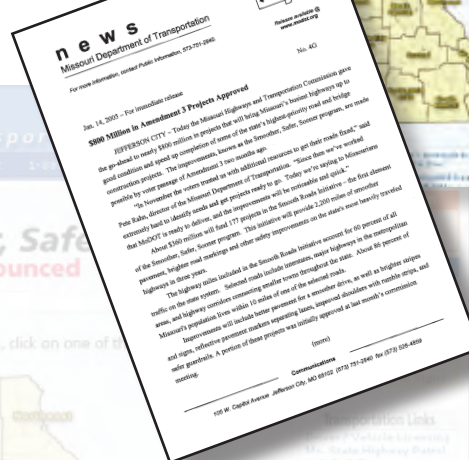 news
Missouri Department of Transportation
For more information, contact Public Information, 573-751-2840
Release available @
www.modot.org
No. 4G
Jan. 14, 2005 – For immediate release
$800 Million in Amendment 3 Projects Approved
JEFFERSON CITY – Today the Missouri Highways and Transportation Commission gave
the go-ahead to nearly $800 million in projects that will bring Missouri's busiest highways up to
good condition and speed up completion of some of the state's highest-priority road and bridge
construction projects. The improvements, known as the Smoother, Safer, Sooner program, are made
possible by voter passage of Amendment 3 two months ago.
"In November the voters trusted us with additional resources to get their roads fixed," said
Pete Rahn, director of the Missouri Department of Transportation. "Since then we've worked
extremely hard to identify needs and get projects ready to go. Today we're saying to Missourians
that MoDOT is ready to deliver, and the improvements will be noticeable and quick."
About $360 million will fund 177 projects in the Smooth Roads Initiative – the first element
of the Smoother, Safer, Sooner program. This initiative will provide 2,200 miles of smoother
pavement, brighter road markings and other safety improvements on the state's most heavily traveled
highways in three years.
The highway miles included in the Smooth Roads Initiative account for 60 percent of all
traffic on the state system. Selected roads include interstates, major highways in the metropolitan
areas, and highway corridors connecting smaller towns throughout the state. About 86 percent of
Missouri's population lives within 10 miles of one of the selected roads.
Improvements will include better pavement for a smoother drive, as well as brighter stripes
and signs, reflective pavement markers separating lanes, improved shoulders with rumble strips, and
safer guardrails. A portion of these projects was initially approved at last month's commission
meeting.
(more)
Communications
105 W. Capitol Avenue Jefferson City, MO 65102 (573) 751-2840 fax (573) 526-4869
, Safe
ounced
, click on one of th
Northeast
Transportation Links
Driver / Vehicle Licensing
Mo. State Highway Patrol